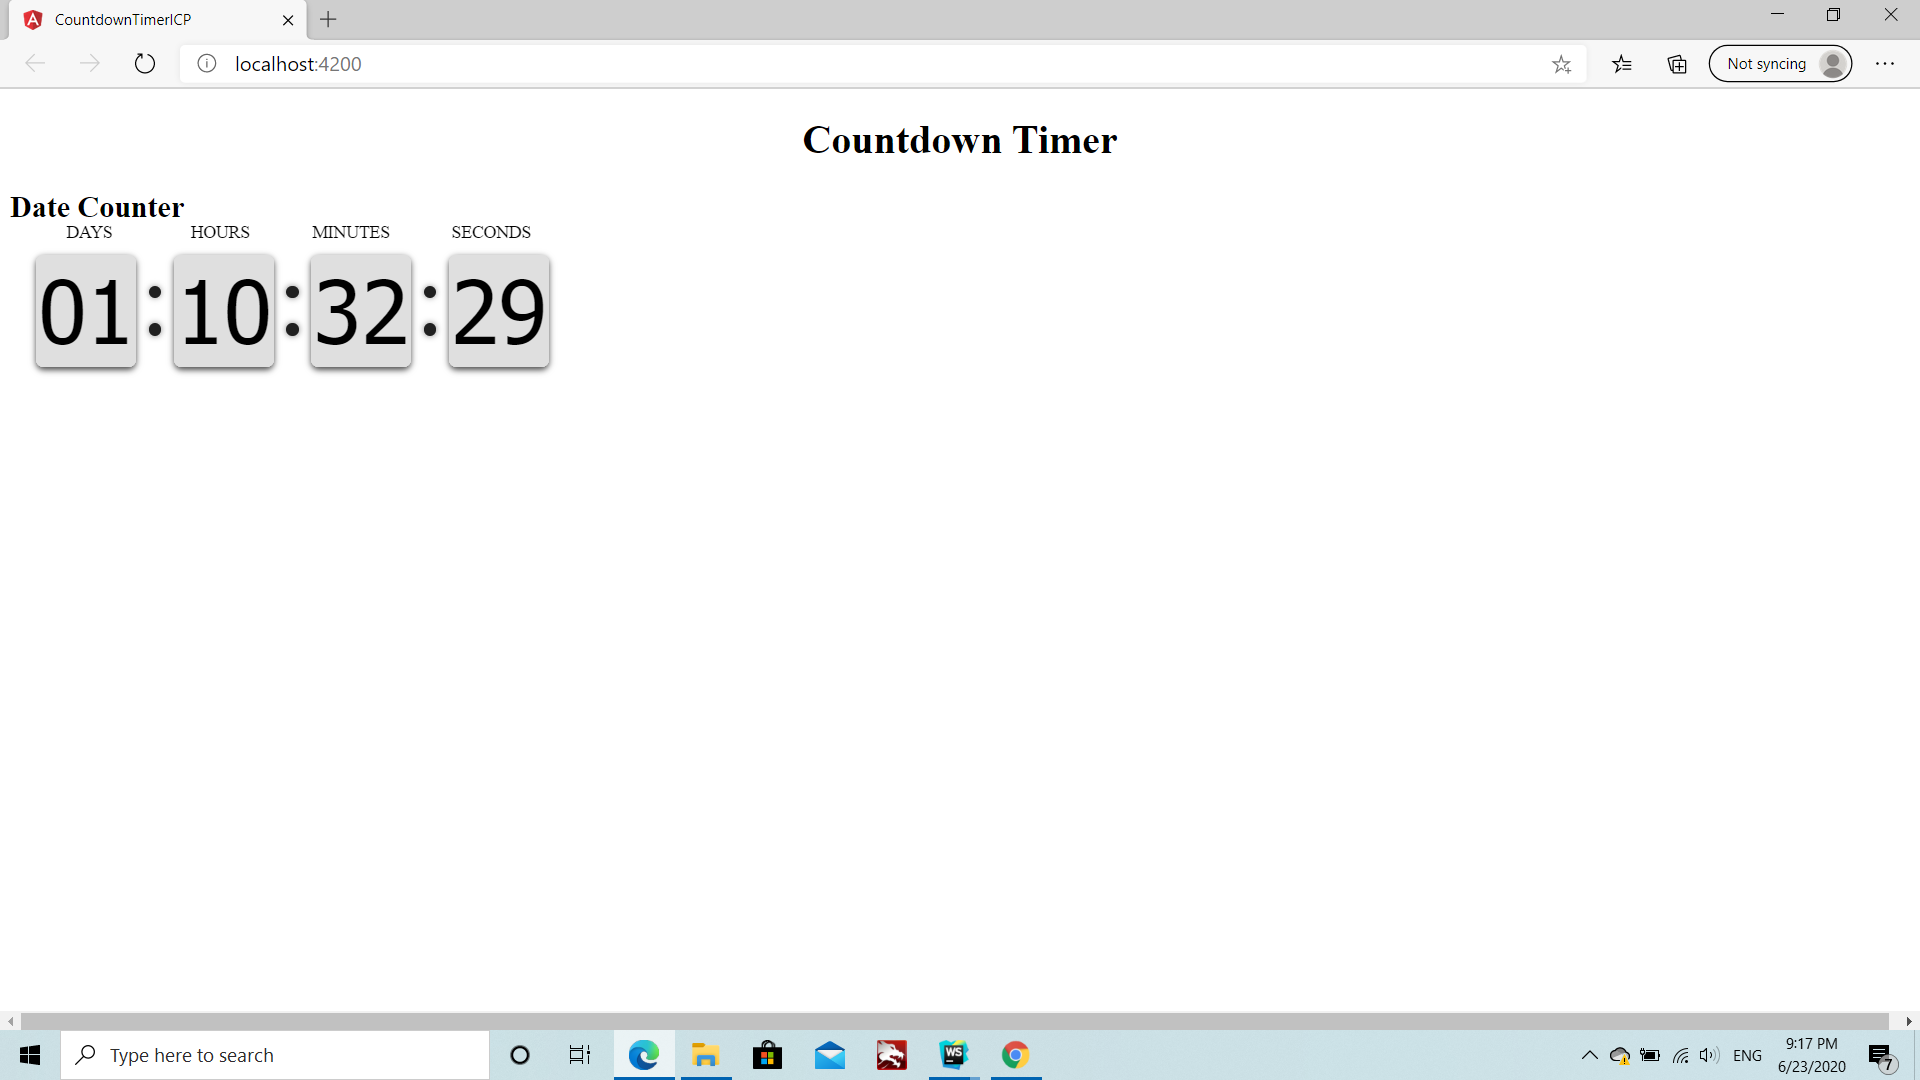 CountdownTimerICP
localhost:4200
Not syncing
Countdown Timer
Date Counter
DAYS HOURS MINUTES SECONDS
01:10:32:29
Type here to search
WS
ENG
9:17 PM
6/23/2020
7